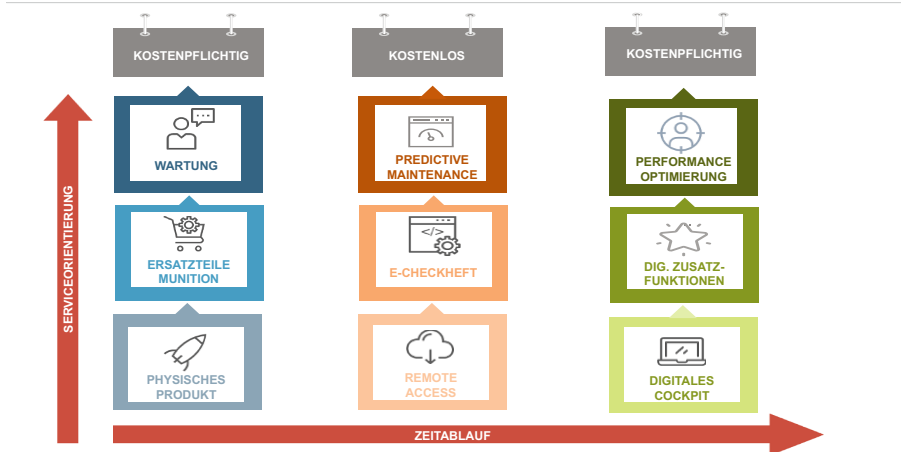 KOSTENPFLICHTIG
KOSTENLOS
KOSTENPFLICHTIG
SERVICEORIENTIERUNG
WARTUNG
PREDICTIVE
MAINTENANCE
PERFORMANCE
OPTIMIERUNG
ERSATZTEILE
MUNITION
</>
E-CHECKHEFT
DIG. ZUSATZ-
FUNKTIONEN
PHYSISCHES
PRODUKT
REMOTE
ACCESS
DIGITALES
COCKPIT
ZEITABLAUF